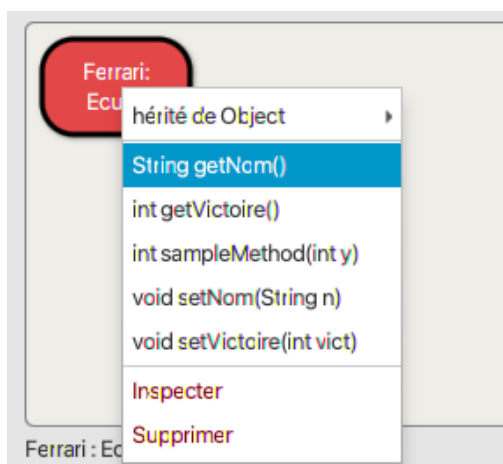 Ferrari:
Ecu
hérité de Object
String getNom()
int getVictoire()
int sampleMethod(int y)
void setNom(String n)
void setVictoire(int vict)
Inspecter
Supprimer
Ferrari : Ec